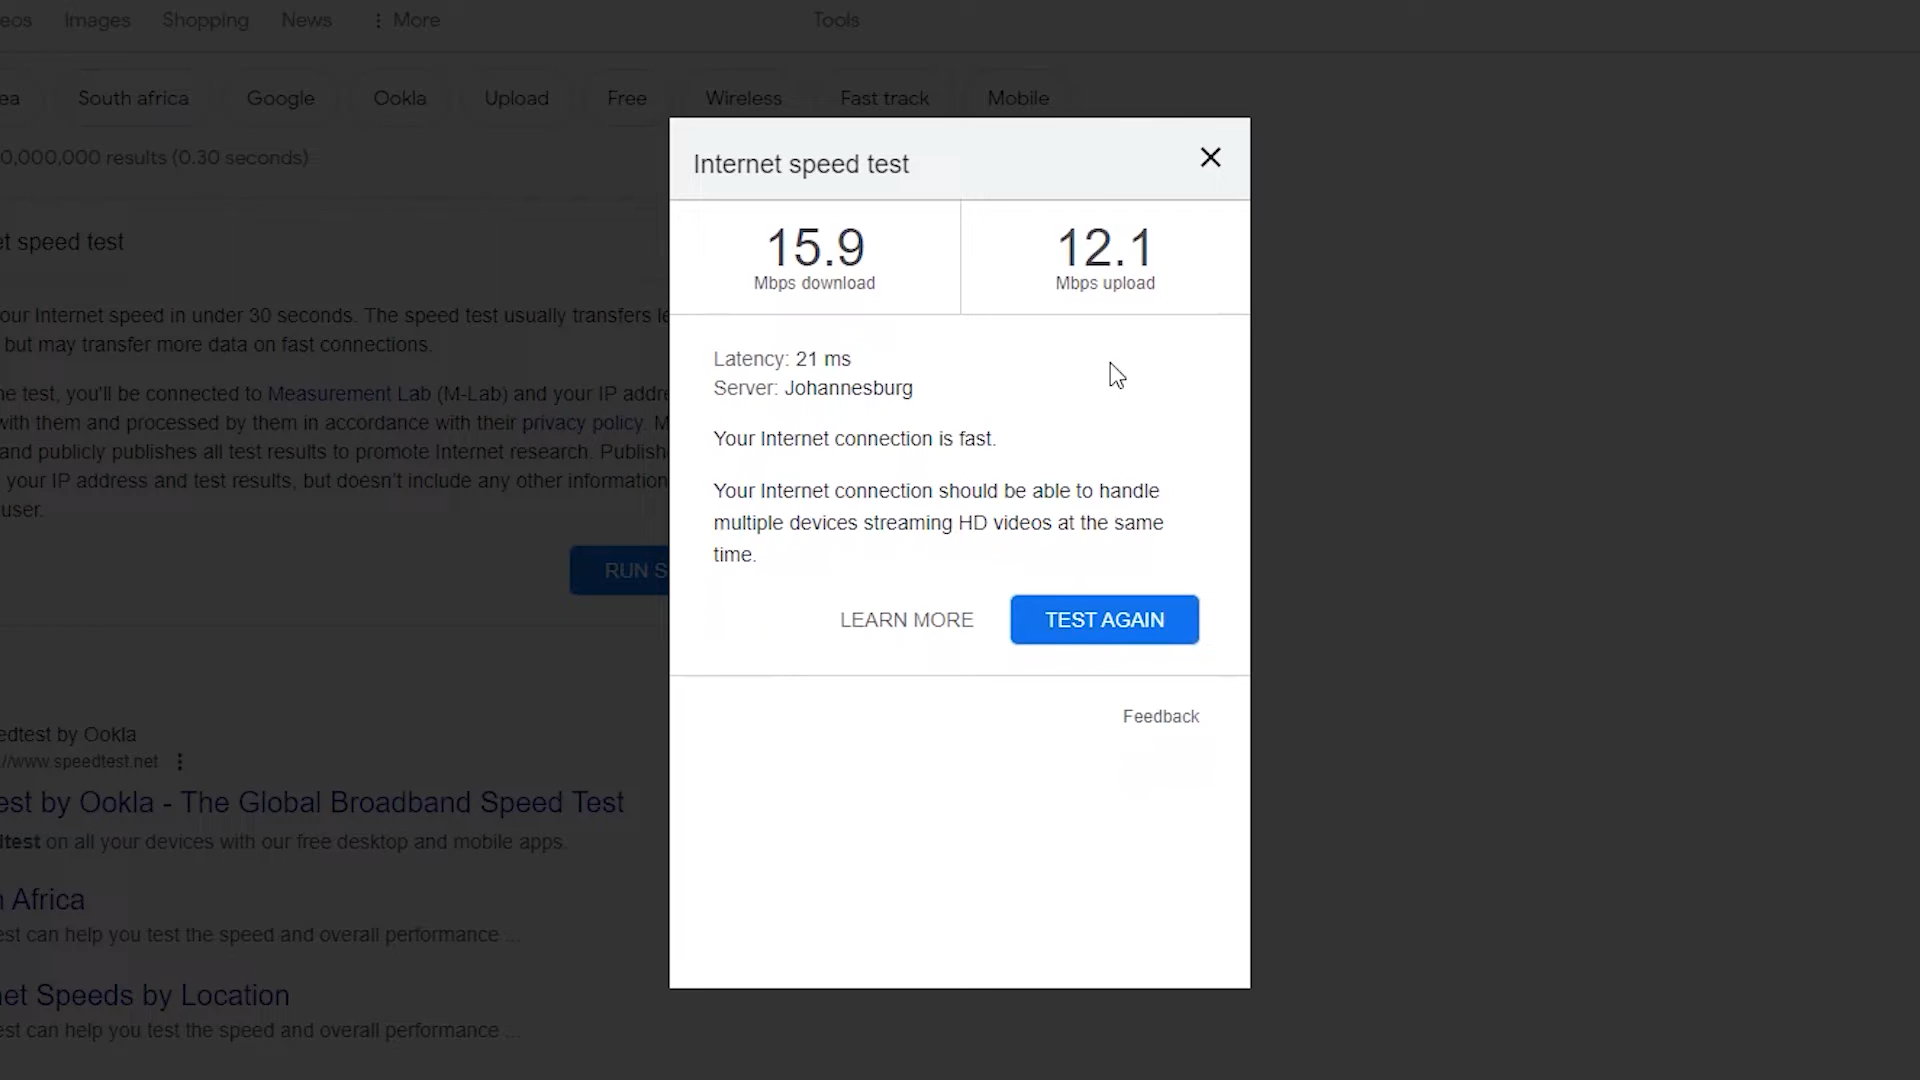 eos Images Shopping News More Tools
ea South africa Google Ookla Upload Free Wireless Fast track Mobile
0,000,000 results (0.30 seconds)
et speed test
our Internet speed in under 30 seconds. The speed test usually transfers le
but may transfer more data on fast connections.
he test, you'll be connected to Measurement Lab (M-Lab) and your IP addre
with them and processed by them in accordance with their privacy policy. M
and publicly publishes all test results to promote Internet research. Publish
your IP address and test results, but doesn't include any other information
user.
RUN S
edtest by Ookla
//www.speedtest.net
est by Ookla - The Global Broadband Speed Test
dtest on all your devices with our free desktop and mobile apps.
n Africa
est can help you test the speed and overall performance ...
net Speeds by Location
est can help you test the speed and overall performance ...
Internet speed test
15.9
Mbps download
12.1
Mbps upload
Latency: 21 ms
Server: Johannesburg
Your Internet connection is fast.
Your Internet connection should be able to handle
multiple devices streaming HD videos at the same
time.
LEARN MORE
TEST AGAIN
Feedback